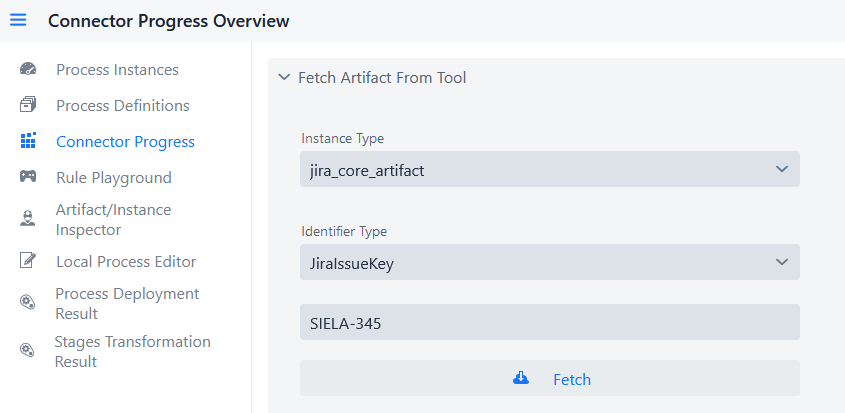 Connector Progress Overview
Process Instances
Process Definitions
Connector Progress
Rule Playground
Artifact/Instance
Inspector
Local Process Editor
Process Deployment
Result
Stages Transformation
Result
Fetch Artifact From Tool
Instance Type
jira_core_artifact
Identifier Type
JiraIssueKey
SIELA-345
Fetch